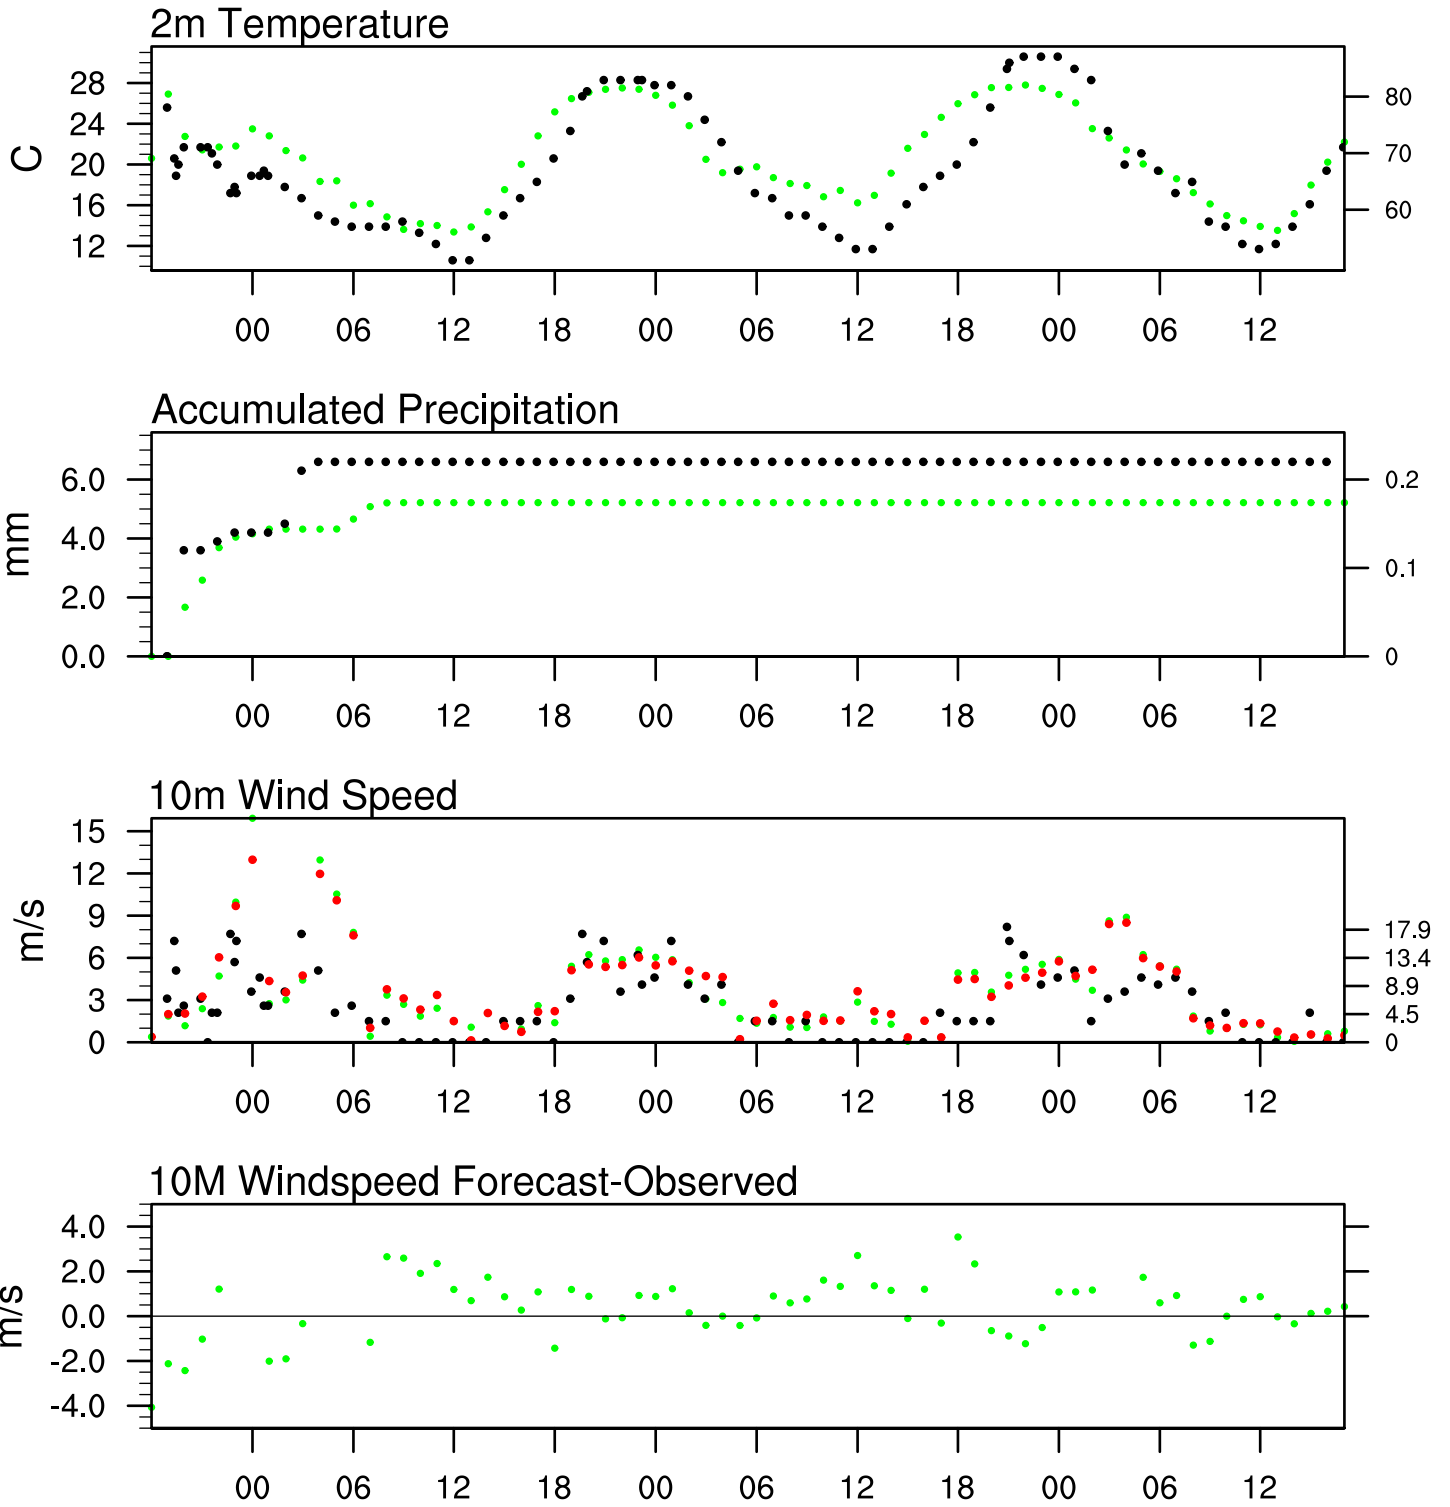 2m Temperature
C
28
24
20
16
12
80
70
60
00 06 12 18 00 06 12 18 00 06 12
Accumulated Precipitation
mm
6.0
4.0
2.0
0.0
0.2
0.1
0
00 06 12 18 00 06 12 18 00 06 12
10m Wind Speed
m/s
15
12
9
6
3
0
17.9
13.4
8.9
4.5
0
00 06 12 18 00 06 12 18 00 06 12
10M Windspeed Forecast-Observed
m/s
4.0
2.0
0.0
-2.0
-4.0
00 06 12 18 00 06 12 18 00 06 12